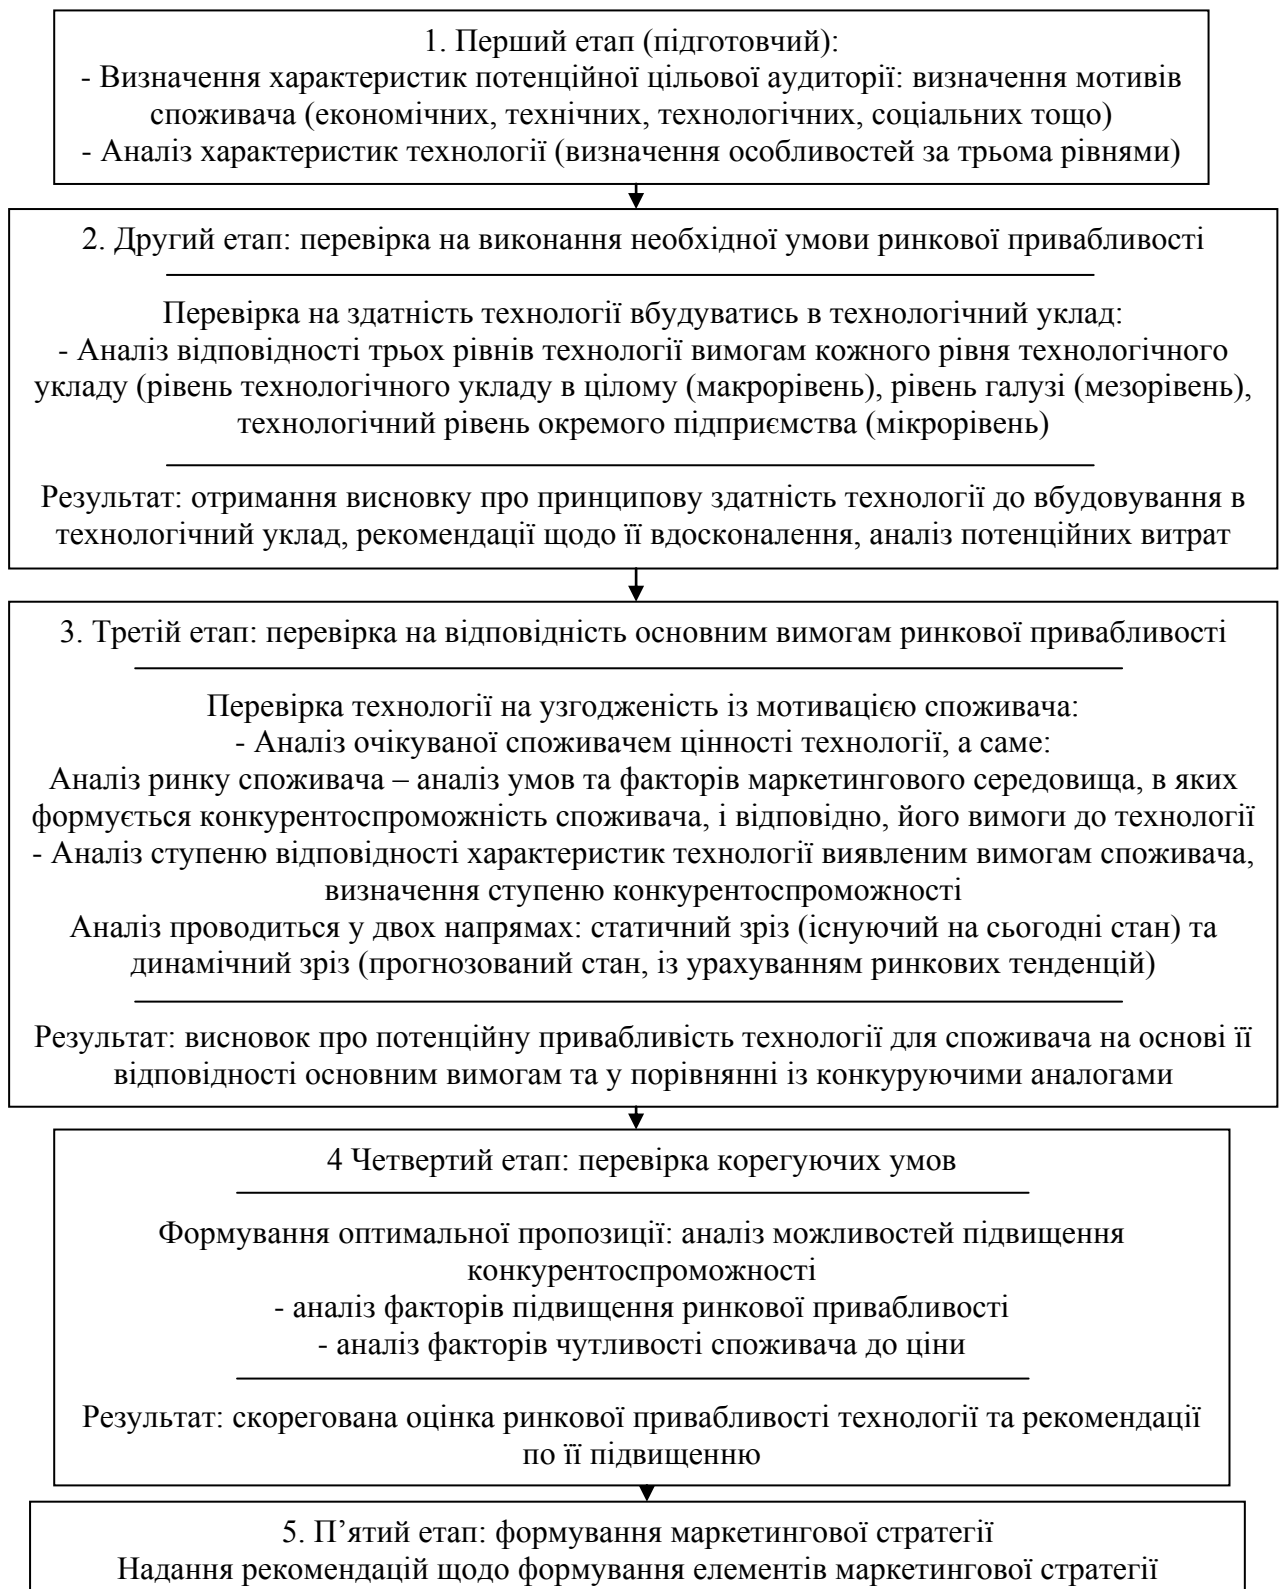 1. Перший етап (підготовчий):
- Визначення характеристик потенційної цільової аудиторії: визначення мотивів
споживача (економічних, технічних, технологічних, соціальних тощо)
- Аналіз характеристик технології (визначення особливостей за трьома рівнями)
2. Другий етап: перевірка на виконання необхідної умови ринкової привабливості
Перевірка на здатність технології вбудуватись в технологічний уклад:
- Аналіз відповідності трьох рівнів технології вимогам кожного рівня технологічного
укладу (рівень технологічного укладу в цілому (макрорівень), рівень галузі (мезорівень),
технологічний рівень окремого підприємства (мікрорівень)
Результат: отримання висновку про принципову здатність технології до вбудовування в
технологічний уклад, рекомендації щодо її вдосконалення, аналіз потенційних витрат
3. Третій етап: перевірка на відповідність основним вимогам ринкової привабливості
Перевірка технології на узгодженість із мотивацією споживача:
- Аналіз очікуваної споживачем цінності технології, а саме:
Аналіз ринку споживача – аналіз умов та факторів маркетингового середовища, в яких
формується конкурентоспроможність споживача, і відповідно, його вимоги до технології
- Аналіз ступеню відповідності характеристик технології виявленим вимогам споживача,
визначення ступеню конкурентоспроможності
Аналіз проводиться у двох напрямах: статичний зріз (існуючий на сьогодні стан) та
динамічний зріз (прогнозований стан, із урахуванням ринкових тенденцій)
Результат: висновок про потенційну привабливість технології для споживача на основі її
відповідності основним вимогам та у порівнянні із конкуруючими аналогами
4 Четвертий етап: перевірка корегуючих умов
Формування оптимальної пропозиції: аналіз можливостей підвищення
конкурентоспроможності
- аналіз факторів підвищення ринкової привабливості
- аналіз факторів чутливості споживача до ціни
Результат: скорегована оцінка ринкової привабливості технології та рекомендації
по її підвищенню
5. П’ятий етап: формування маркетингової стратегії
Надання рекомендацій щодо формування елементів маркетингової стратегії